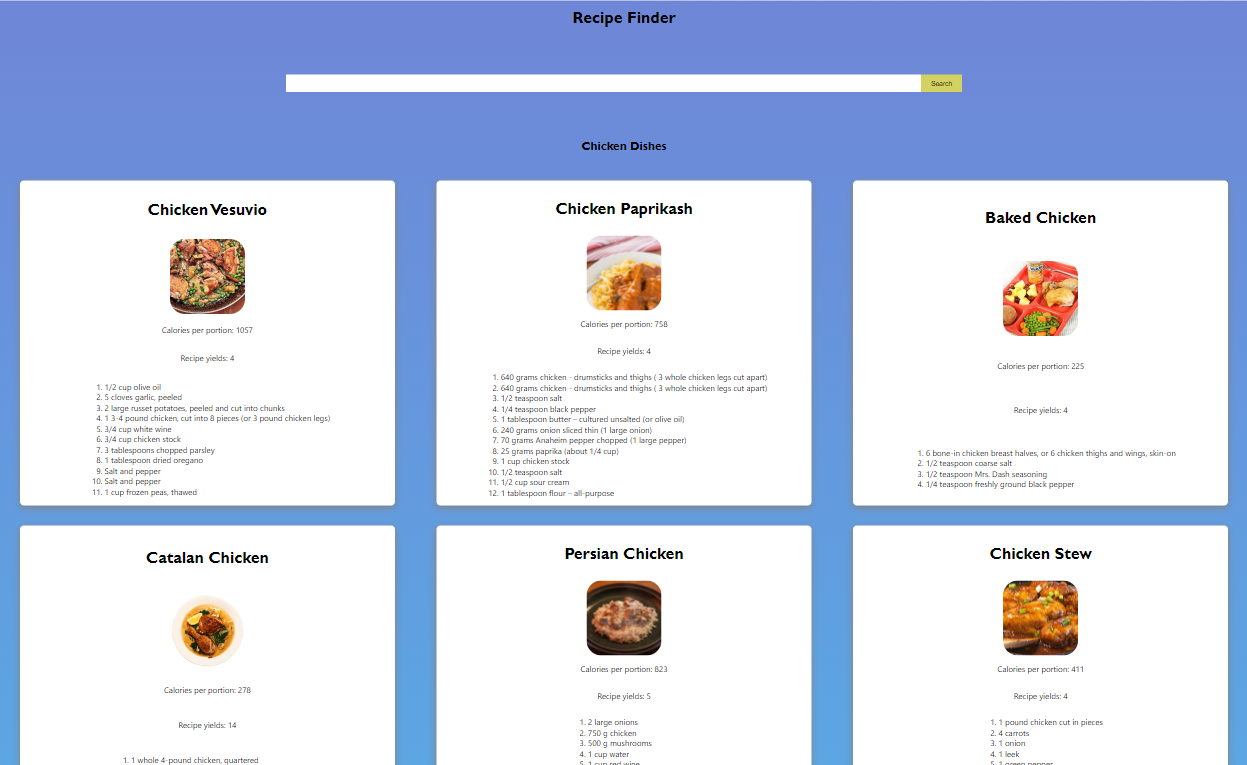 Recipe Finder
Search
Chicken Dishes
Chicken Vesuvio
Calories per portion: 1057
Recipe yields: 4
1. 1/2 cup olive oil
2. 5 cloves garlic, peeled
3. 2 large russet potatoes, peeled and cut into chunks
4. 1 3-4 pound chicken, cut into 8 pieces (or 3 pound chicken legs)
5. 3/4 cup white wine
6. 3/4 cup chicken stock
7. 3 tablespoons chopped parsley
8. 1 tablespoon dried oregano
9. Salt and pepper
10. Salt and pepper
11. 1 cup frozen peas, thawed
Chicken Paprikash
Calories per portion: 758
Recipe yields: 4
1. 640 grams chicken - drumsticks and thighs ( 3 whole chicken legs cut apart)
2. 640 grams chicken - drumsticks and thighs ( 3 whole chicken legs cut apart)
3. 1/2 teaspoon salt
4. 1/4 teaspoon black pepper
5. 1 tablespoon butter – cultured unsalted (or olive oil)
6. 240 grams onion sliced thin (1 large onion)
7. 70 grams Anaheim pepper chopped (1 large pepper)
8. 25 grams paprika (about 1/4 cup)
9. 1 cup chicken stock
10. 1/2 teaspoon salt
11. 1/2 cup sour cream
12. 1 tablespoon flour – all-purpose
Baked Chicken
Calories per portion: 225
Recipe yields: 4
1. 6 bone-in chicken breast halves, or 6 chicken thighs and wings, skin-on
2. 1/2 teaspoon coarse salt
3. 1/2 teaspoon Mrs. Dash seasoning
4. 1/4 teaspoon freshly ground black pepper
Catalan Chicken
Calories per portion: 278
Recipe yields: 14
1. 1 whole 4-pound chicken, quartered
Persian Chicken
Calories per portion: 823
Recipe yields: 5
1. 2 large onions
2. 750 g chicken
3. 500 g mushrooms
4. 1 cup water
5. 1 cup red wine
Chicken Stew
Calories per portion: 411
Recipe yields: 4
1. 1 pound chicken cut in pieces
2. 4 carrots
3. 1 onion
4. 1 leek
5. 1 green pepper